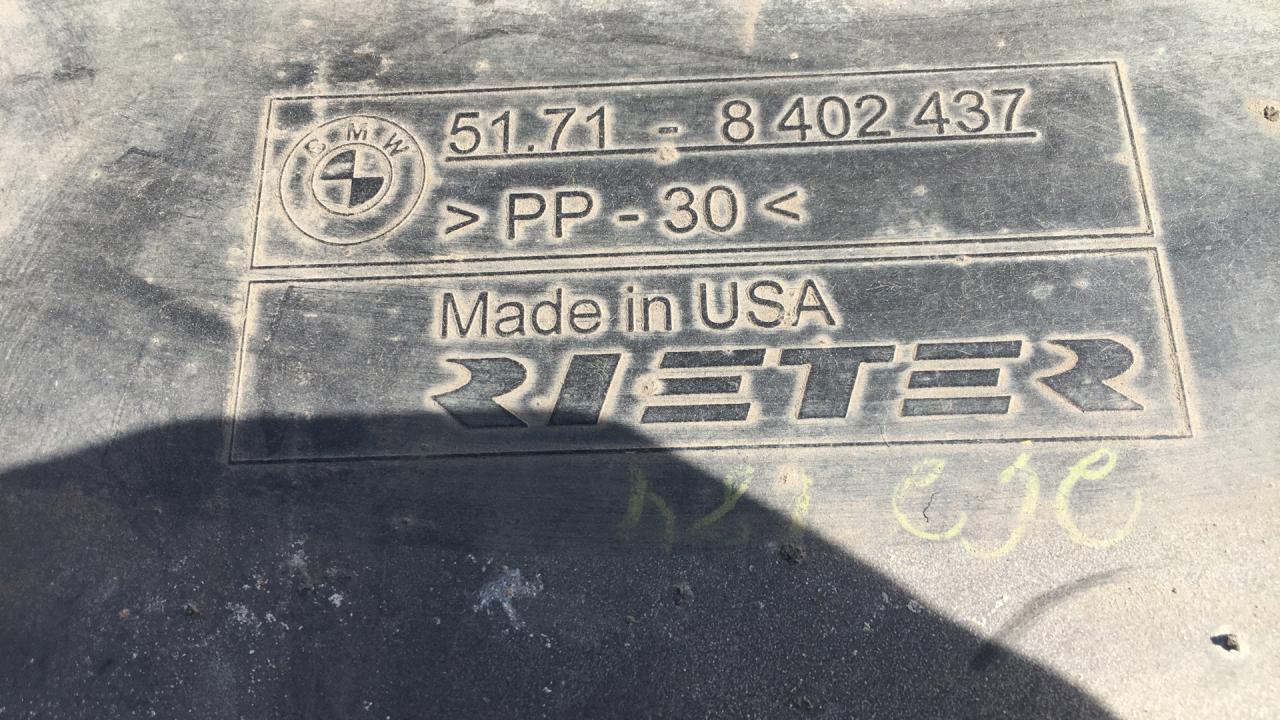 BMW
51.71 - 8 402 437
> PP - 30 <
Made in USA
RIETER